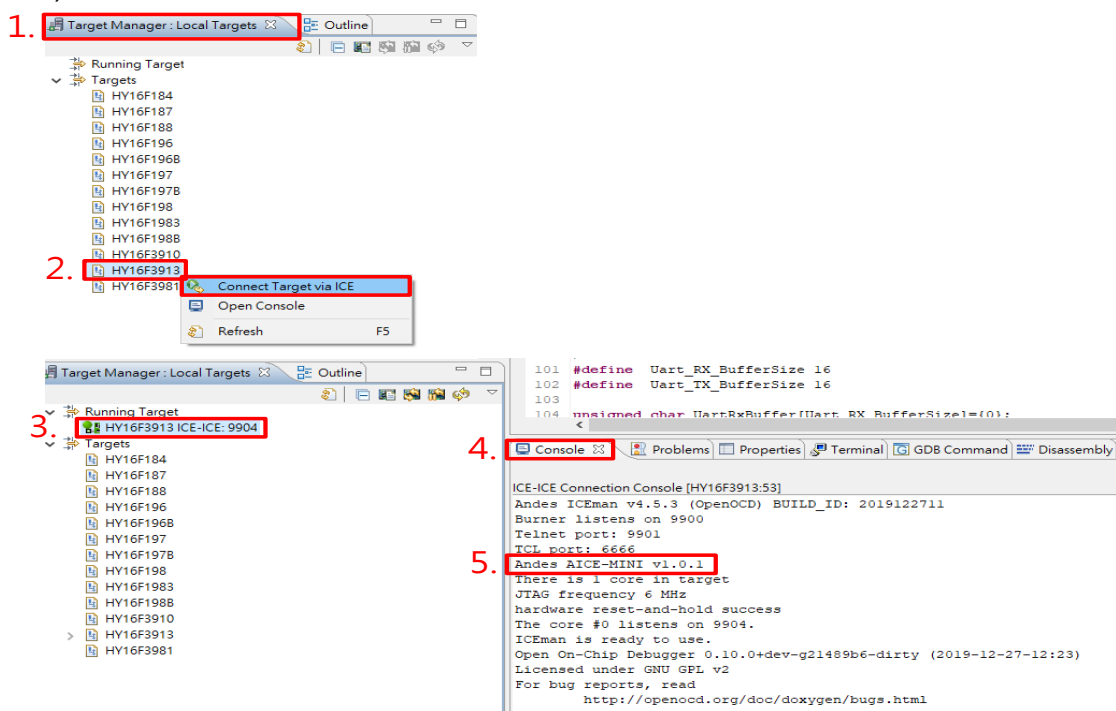 1.
Target Manager : Local Targets
Outline
Running Target
Targets
HY16F184
HY16F187
HY16F188
HY16F196
HY16F196B
HY16F197
HY16F197B
HY16F198
HY16F1983
HY16F198B
HY16F3910
2.
HY16F3913
HY16F3981
Connect Target via ICE
Open Console
Refresh F5
Target Manager : Local Targets
Outline
Running Target
3.
HY16F3913 ICE-ICE: 9904
Targets
HY16F184
HY16F187
HY16F188
HY16F196
HY16F196B
HY16F197
HY16F197B
HY16F198
HY16F1983
HY16F198B
HY16F3910
HY16F3913
HY16F3981
101 #define Uart_RX_BufferSize 16
102 #define Uart_TX_BufferSize 16
103
104 unsigned char UartRxBuffer[Uart_RX_BufferSize]={0};
4.
Console
Problems
Properties
Terminal
GDB Command
Disassembly
ICE-ICE Connection Console [HY16F3913:53]
Andes ICEman v4.5.3 (OpenOCD) BUILD_ID: 2019122711
Burner listens on 9900
Telnet port: 9901
TCL port: 6666
5.
Andes AICE-MINI v1.0.1
There is 1 core in target
JTAG frequency 6 MHz
hardware reset-and-hold success
The core #0 listens on 9904.
ICEman is ready to use.
Open On-Chip Debugger 0.10.0+dev-g21489b6-dirty (2019-12-27-12:23)
Licensed under GNU GPL v2
For bug reports, read
http://openocd.org/doc/doxygen/bugs.html